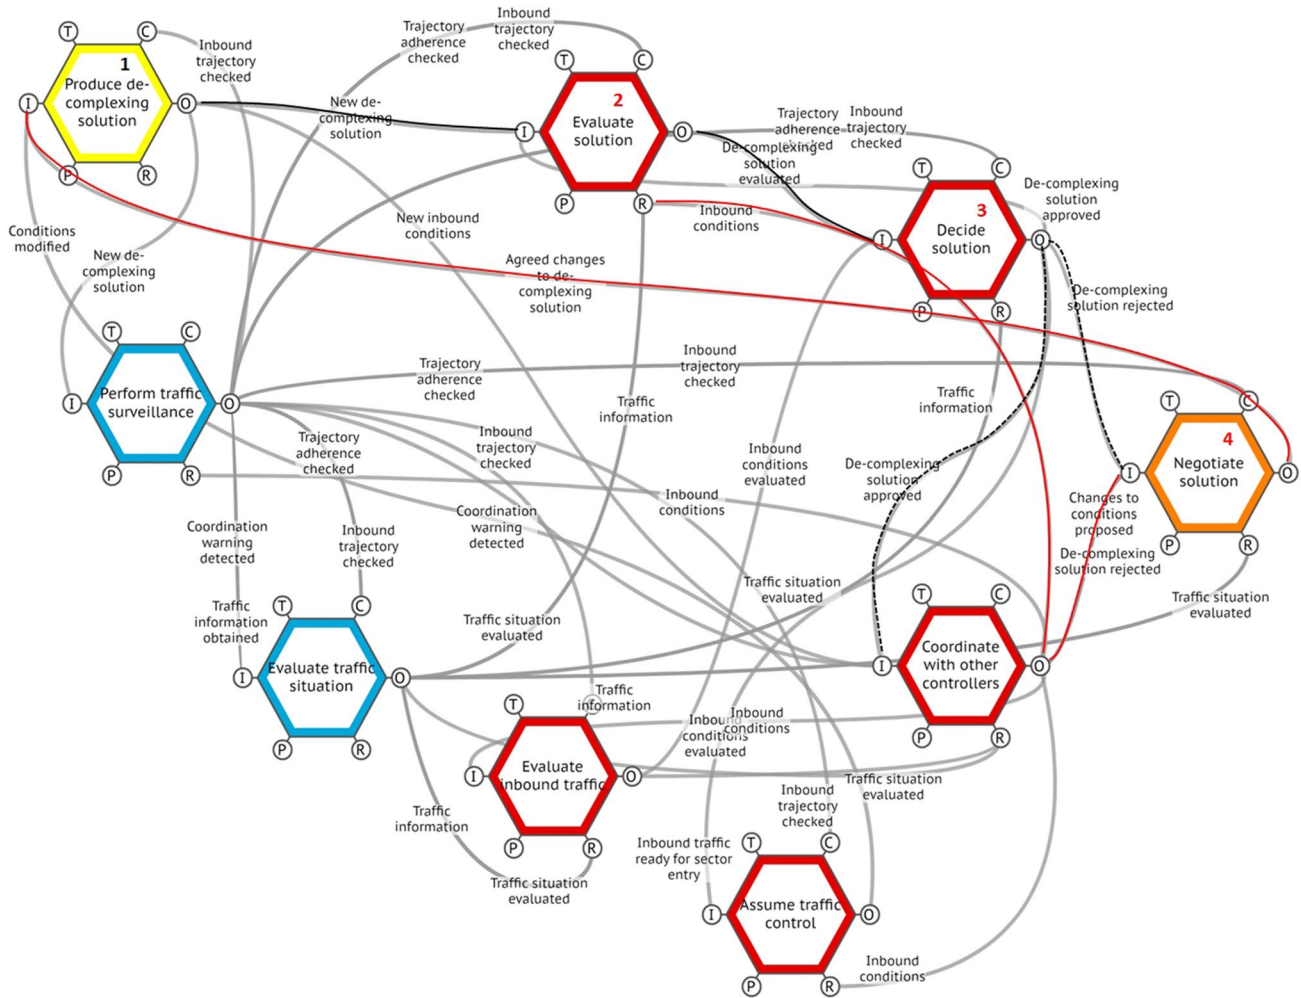 T
C
1
Produce de-
complexing
solution
I
O
P
R
Inbound
trajectory
checked
Trajectory
adherence
checked
Inbound
trajectory
checked
New de-
complexing
solution
T
C
2
Evaluate
solution
I
O
P
R
Trajectory
adherence
Inbound
trajectory
checked
De-complexing
solution
evaluated
Inbound
conditions
T
C
3
Decide
solution
I
O
P
R
De-complexing
solution
approved
De-complexing
solution rejected
Conditions
modified
New de-
complexing
solution
New inbound
conditions
Agreed changes
to de-
complexing
solution
T
C
Perform traffic
surveillance
I
O
P
R
Trajectory
adherence
checked
Inbound
trajectory
checked
Traffic
information
Traffic
information
T
C
4
Negotiate
solution
I
O
P
R
Trajectory
adherence
checked
Inbound
trajectory
checked
Inbound
conditions
evaluated
De-complexing
solution
approved
Inbound
conditions
Changes to
conditions
proposed
De-complexing
solution rejected
Coordination
warning
detected
Inbound
trajectory
checked
Coordination
warning
detected
Traffic situation
evaluated
Traffic situation
evaluated
Traffic
information
obtained
Traffic situation
evaluated
T
C
Evaluate traffic
situation
I
O
P
R
T
C
Coordinate
with other
controllers
I
O
P
R
Traffic
information
Inbound
conditions
evaluated
Inbound
conditions
T
Evaluate
inbound traffic
I
O
P
R
Traffic situation
evaluated
Traffic
information
Inbound
trajectory
checked
Inbound traffic
ready for sector
entry
Traffic situation
evaluated
T
C
Assume traffic
control
I
O
P
R
Inbound
conditions